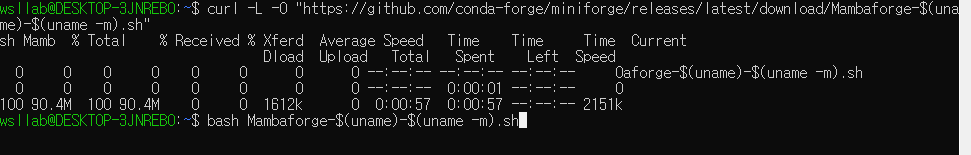 wsllab@DESKTOP-3JNREBO:~$ curl -L -O "https://github.com/conda-forge/miniforge/releases/latest/download/Mambaforge-$(una
me)-$(uname -m).sh"
sh Mamb  % Total    % Received % Xferd  Average Speed   Time    Time     Time  Current
                                 Dload  Upload   Total   Spent    Left  Speed
  0     0    0     0    0     0      0      0 --:--:-- --:--:-- --:--:--     0aforge-$(uname)-$(uname -m).sh
  0     0    0     0    0     0      0      0 --:--:--  0:00:01 --:--:--     0
100 90.4M  100 90.4M    0     0  1612k      0  0:00:57  0:00:57 --:--:-- 2151k
wsllab@DESKTOP-3JNREBO:~$ bash Mambaforge-$(uname)-$(uname -m).sh